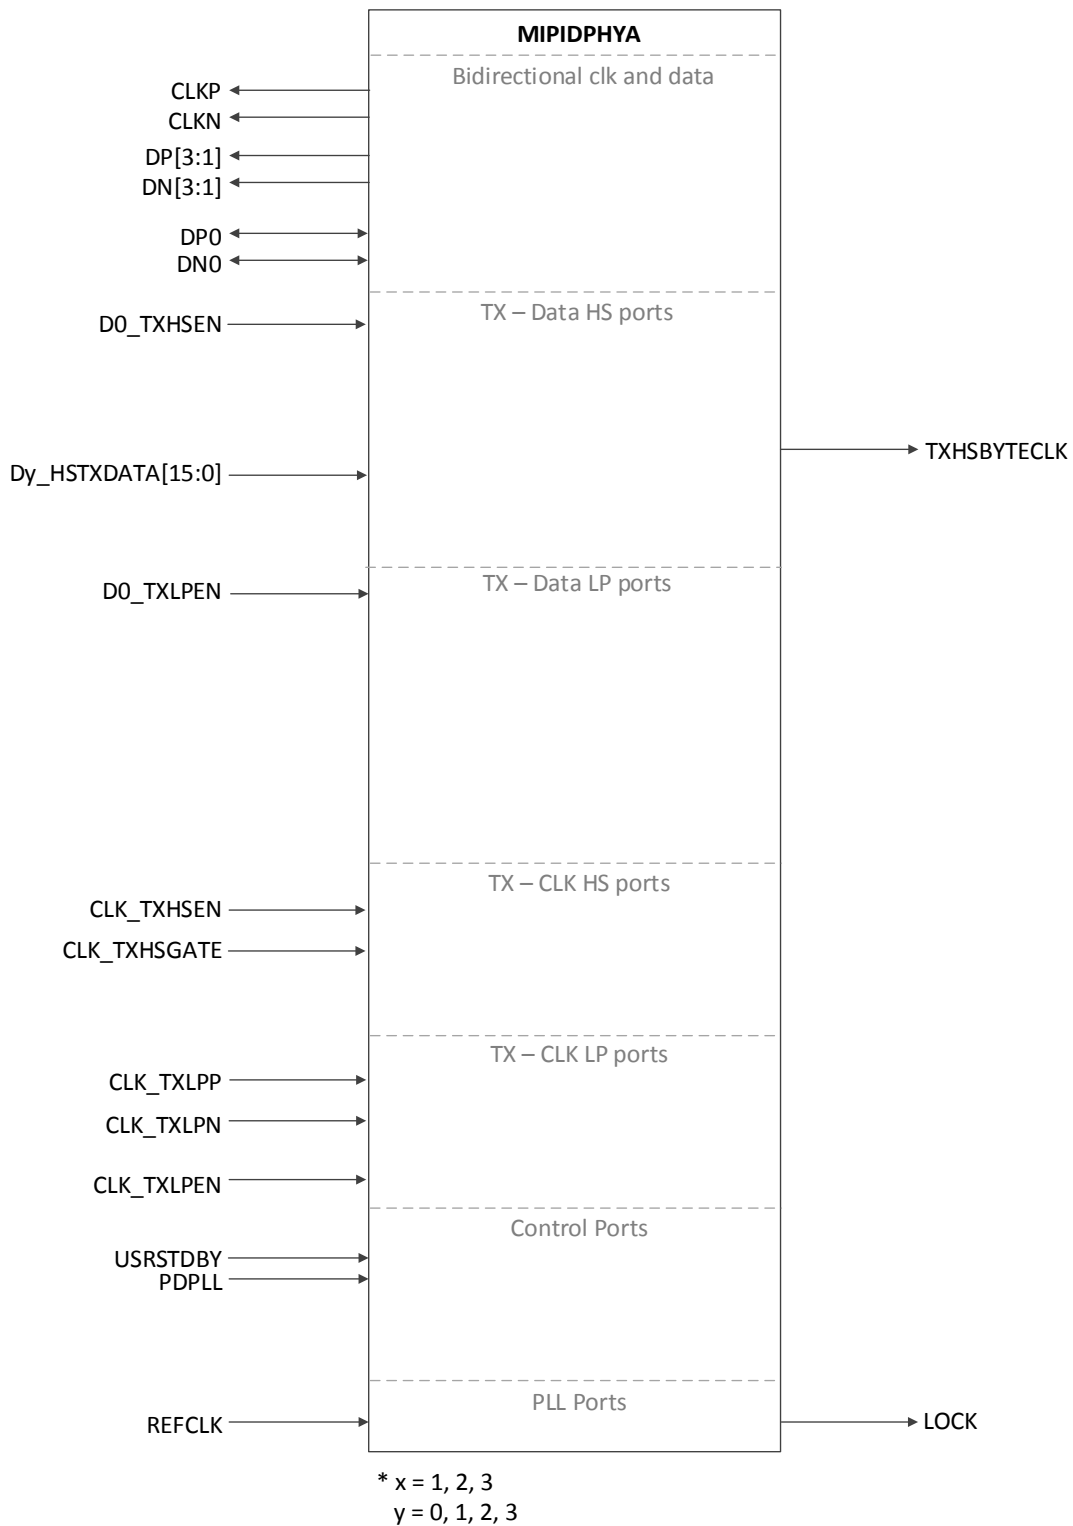 MIPIDPHYA
Bidirectional clk and data
CLKP
CLKN
DP[3:1]
DN[3:1]
DP0
DN0
TX – Data HS ports
D0_TXHSEN
TXHSBYTECLK
Dy_HSTXDATA[15:0]
TX – Data LP ports
D0_TXLPEN
TX – CLK HS ports
CLK_TXHSEN
CLK_TXHSGATE
TX – CLK LP ports
CLK_TXLPP
CLK_TXLPN
CLK_TXLPEN
Control Ports
USRSTDBY
PDPLL
PLL Ports
REFCLK
LOCK
* x = 1, 2, 3
y = 0, 1, 2, 3